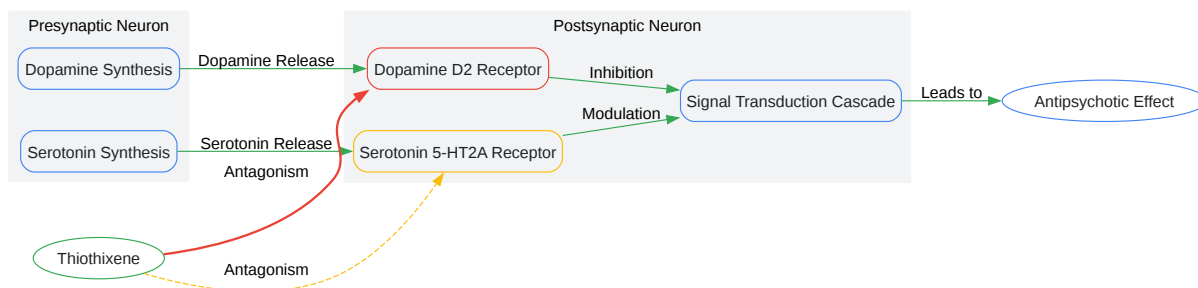 Presynaptic Neuron
Postsynaptic Neuron
Dopamine Synthesis
Dopamine Release
Dopamine D2 Receptor
Inhibition
Signal Transduction Cascade
Leads to
Antipsychotic Effect
Modulation
Serotonin Synthesis
Serotonin Release
Serotonin 5-HT2A Receptor
Antagonism
Thiothixene
Antagonism